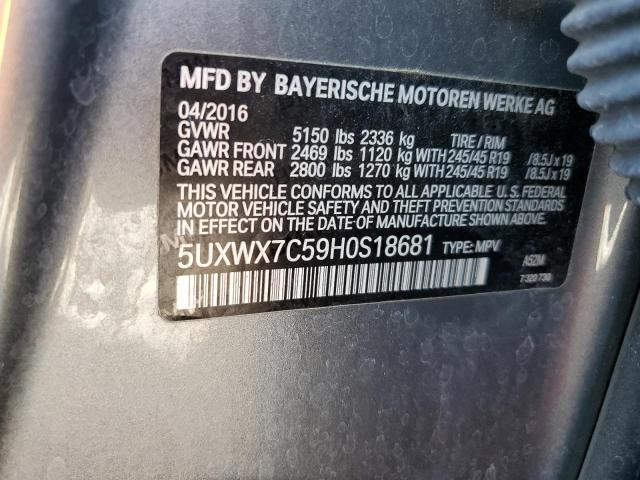 MFD BY BAYERISCHE MOTOREN WERKE AG
04/2016
GVWR 5150 lbs 2336 kg TIRE / RIM
GAWR FRONT 2469 lbs 1120 kg WITH 245/45 R19 /8.5J x 19
GAWR REAR 2800 lbs 1270 kg WITH 245/45 R19 /8.5J x 19
THIS VEHICLE CONFORMS TO ALL APPLICABLE U. S. FEDERAL
MOTOR VEHICLE SAFETY AND THEFT PREVENTION STANDARDS
IN EFFECT ON THE DATE OF MANUFACTURE SHOWN ABOVE.
5UXWX7C59H0S18681 TYPE: MPV
A52M
7 320 730